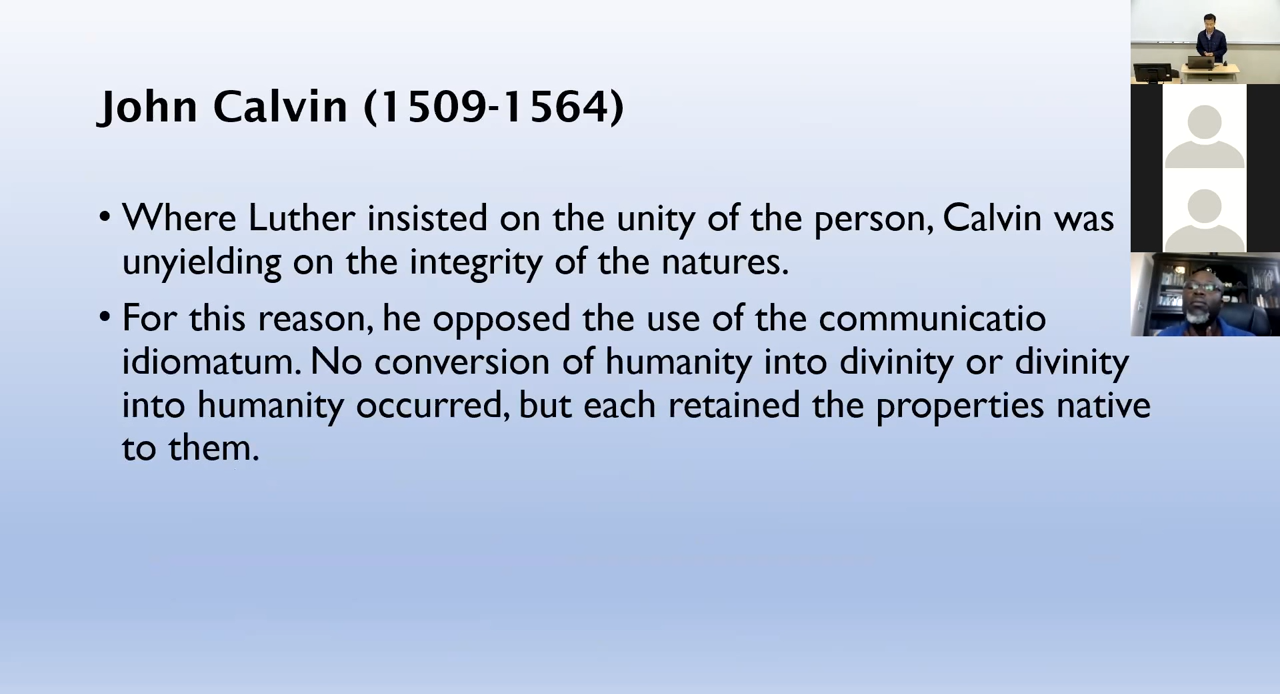 John Calvin (1509-1564)
• Where Luther insisted on the unity of the person, Calvin was
unyielding on the integrity of the natures.
• For this reason, he opposed the use of the communicatio
idiomatum. No conversion of humanity into divinity or divinity
into humanity occurred, but each retained the properties native
to them.